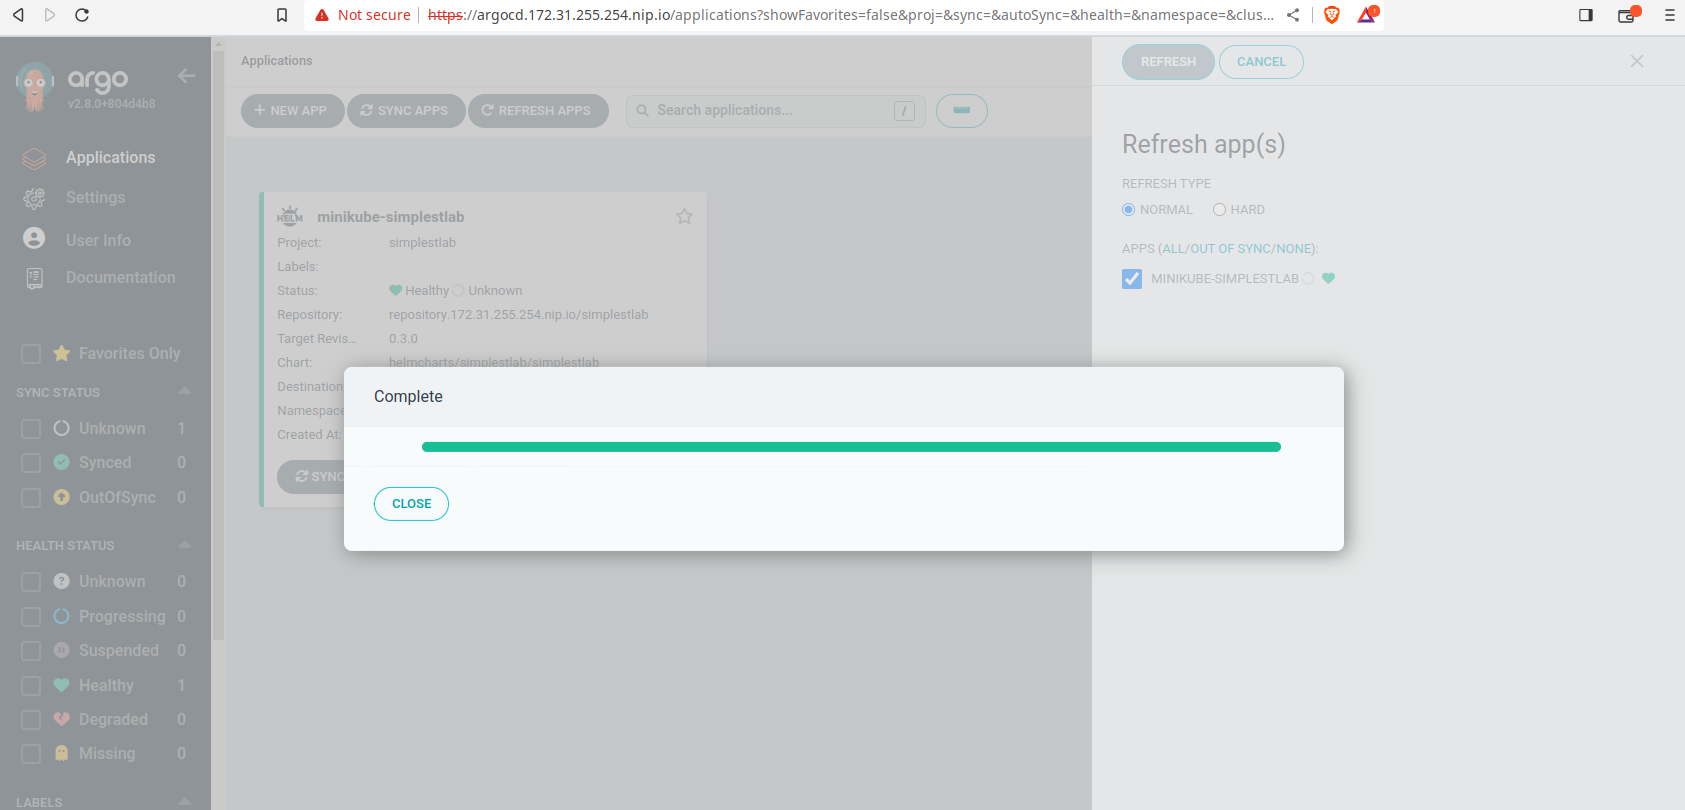 Not secure https://argocd.172.31.255.254.nip.io/applications?showFavorites=false&proj=&sync=&autoSync=&health=&namespace=&clus...
argo
v2.8.0+804d4b8
Applications
Settings
User Info
Documentation
Favorites Only
SYNC STATUS
Unknown 1
Synced 0
OutOfSync 0
HEALTH STATUS
Unknown 0
Progressing 0
Suspended 0
Healthy 1
Degraded 0
Missing 0
LABELS
Applications
+ NEW APP SYNC APPS REFRESH APPS Search applications... /
HELM minikube-simplestlab
Project: simplestlab
Labels:
Status: Healthy Unknown
Repository: repository.172.31.255.254.nip.io/simplestlab
Target Revis... 0.3.0
Chart: helmcharts/simplestlab/simplestlab
Destination
Namespace
Created At:
SYNC
Complete
CLOSE
REFRESH CANCEL
Refresh app(s)
REFRESH TYPE
NORMAL HARD
APPS (ALL/OUT OF SYNC/NONE):
MINIKUBE-SIMPLESTLAB